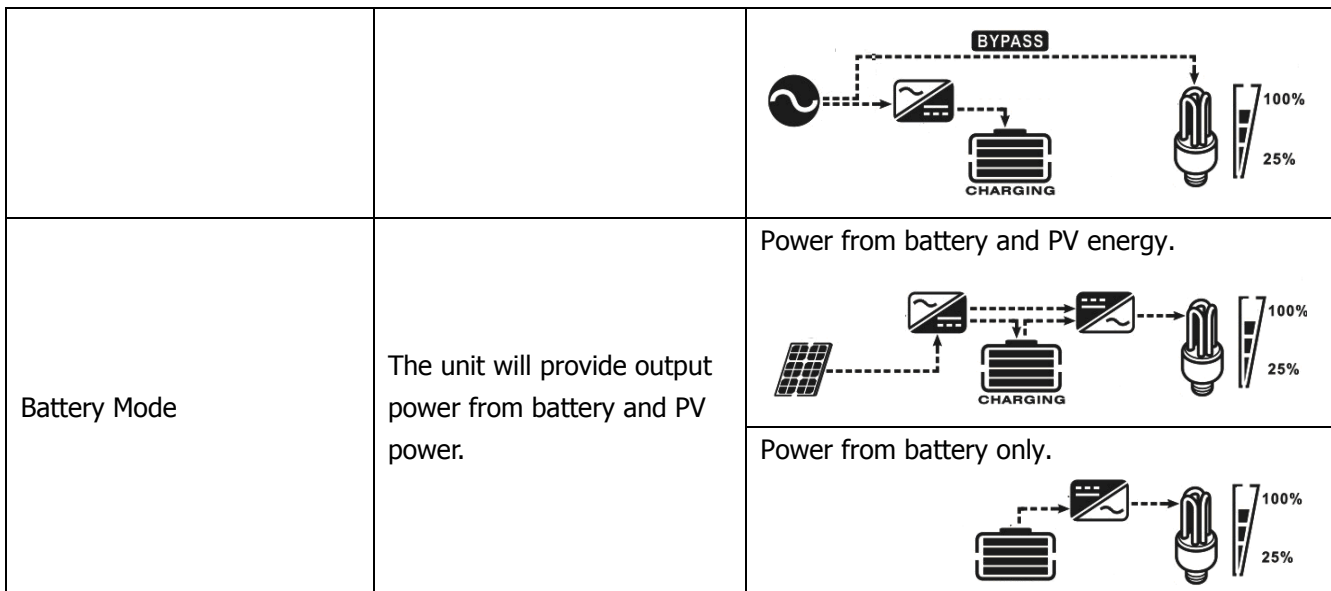 BYPASS
100%
25%
CHARGING
Battery Mode
The unit will provide output
power from battery and PV
power.
Power from battery and PV energy.
100%
25%
CHARGING
Power from battery only.
100%
25%